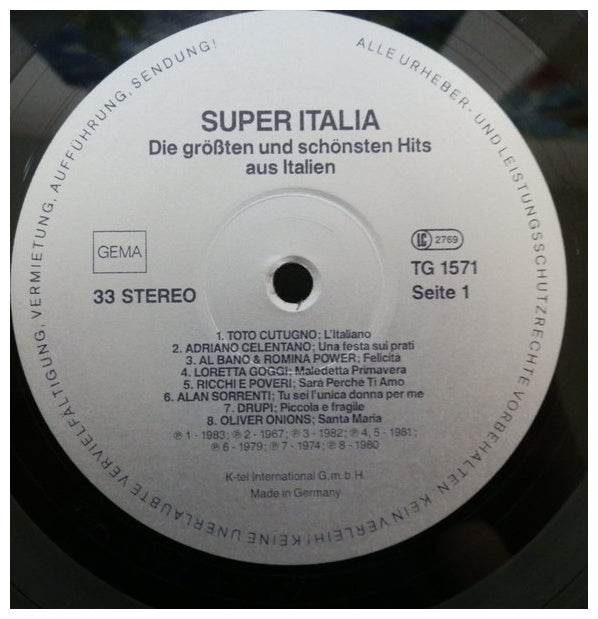 ALLE URHEBER- UND LEISTUNGSSCHUTZRECHTE VORBEHALTEN. KEIN VERLEIH! KEINE UNERLAUBTE VERVIELFÄLTIGUNG, VERMIETUNG, AUFFÜHRUNG, SENDUNG!
SUPER ITALIA
Die größten und schönsten Hits
aus Italien
GEMA
LC 2769
33 STEREO
TG 1571
Seite 1
1. TOTO CUTUGNO; L'Italiano
2. ADRIANO CELENTANO; Una festa sui prati
3. AL BANO & ROMINA POWER; Felicità
4. LORETTA GOGGI; Maledetta Primavera
5. RICCHI E POVERI; Sara Perche Ti Amo
6. ALAN SORRENTI; Tu sei l'unica donna per me
7. DRUPI; Piccola e fragile
8. OLIVER ONIONS; Santa Maria
℗ 1 - 1983; ℗ 2 - 1967; ℗ 3 - 1982; ℗ 4, 5 - 1981;
℗ 6 - 1979; ℗ 7 - 1974; ℗ 8 - 1980
K-tel International G.m.b.H.
Made in Germany